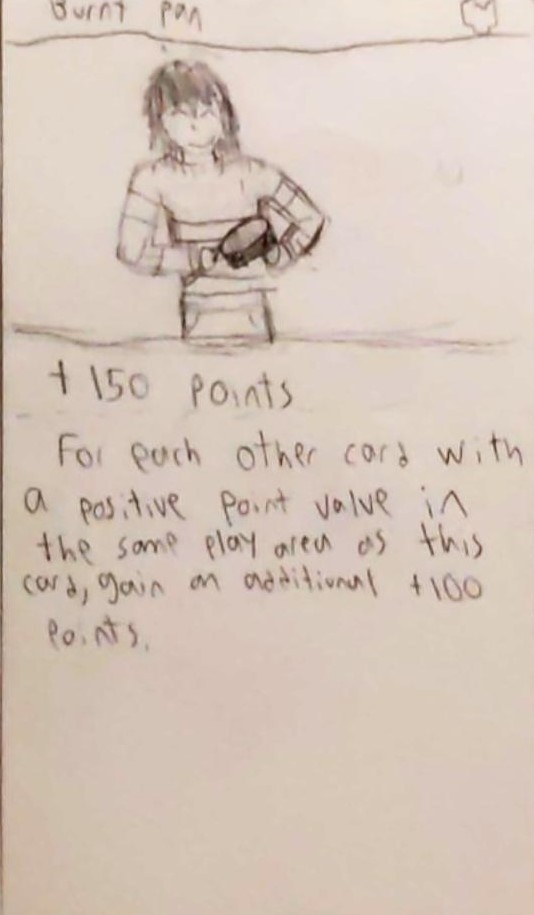 Burnt pan
+ 150 points
For each other card with
a positive point value in
the same play area as this
card, gain an additional +100
points.